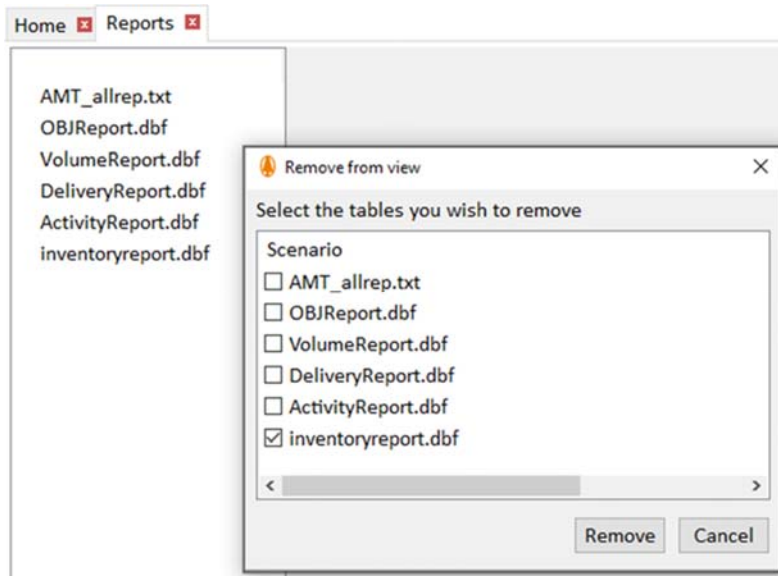 Home
Reports
AMT_allrep.txt
OBJReport.dbf
VolumeReport.dbf
DeliveryReport.dbf
ActivityReport.dbf
inventoryreport.dbf
Remove from view
Select the tables you wish to remove
Scenario
AMT_allrep.txt
OBJReport.dbf
VolumeReport.dbf
DeliveryReport.dbf
ActivityReport.dbf
inventoryreport.dbf
Remove
Cancel